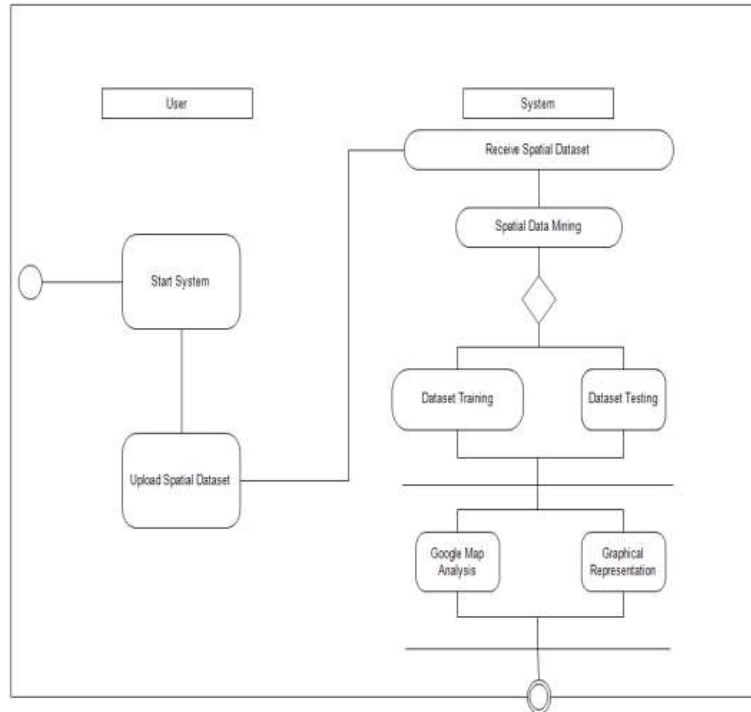 User
System
Receive Spatial Dataset
Spatial Data Mining
Start System
Dataset Training
Dataset Testing
Upload Spatial Dataset
Google Map
Analysis
Graphical
Representation